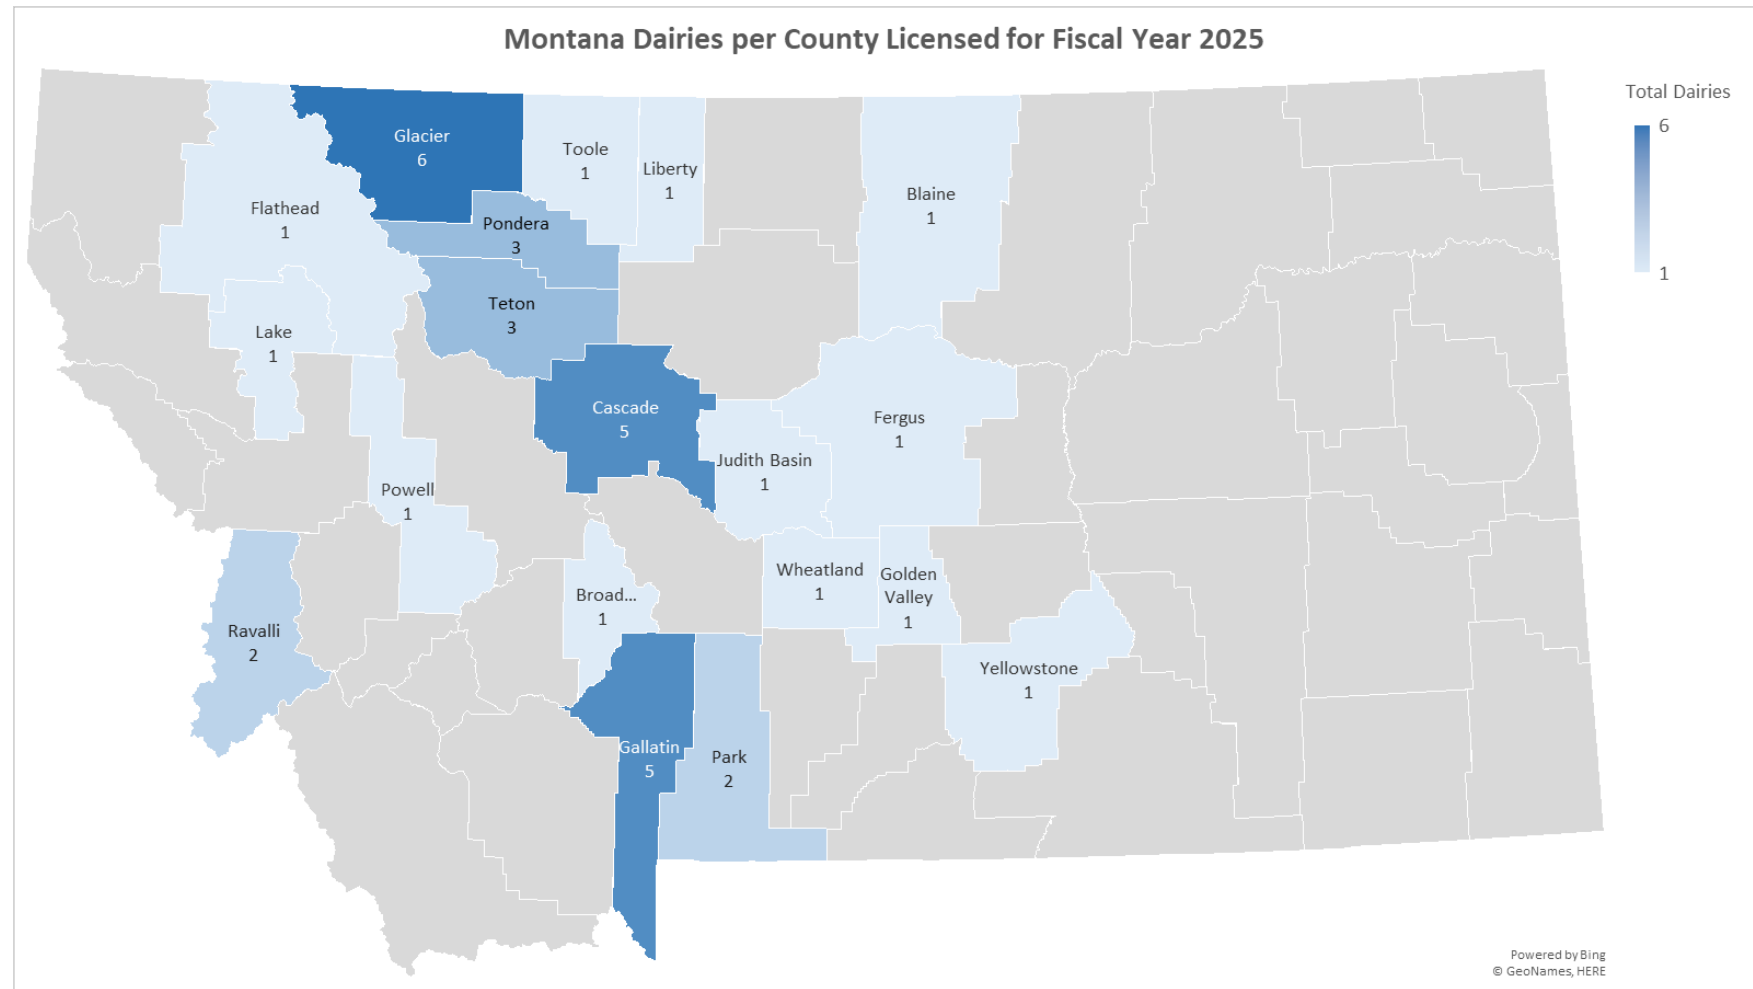 Montana Dairies per County Licensed for Fiscal Year 2025
Total Dairies
6
1
Glacier
6
Toole
1
Liberty
1
Blaine
1
Flathead
1
Pondera
3
Teton
3
Lake
1
Cascade
5
Fergus
1
Judith Basin
1
Powell
1
Wheatland
1
Golden
Valley
1
Broad...
1
Ravalli
2
Yellowstone
1
Gallatin
5
Park
2
Powered by Bing
© GeoNames, HERE